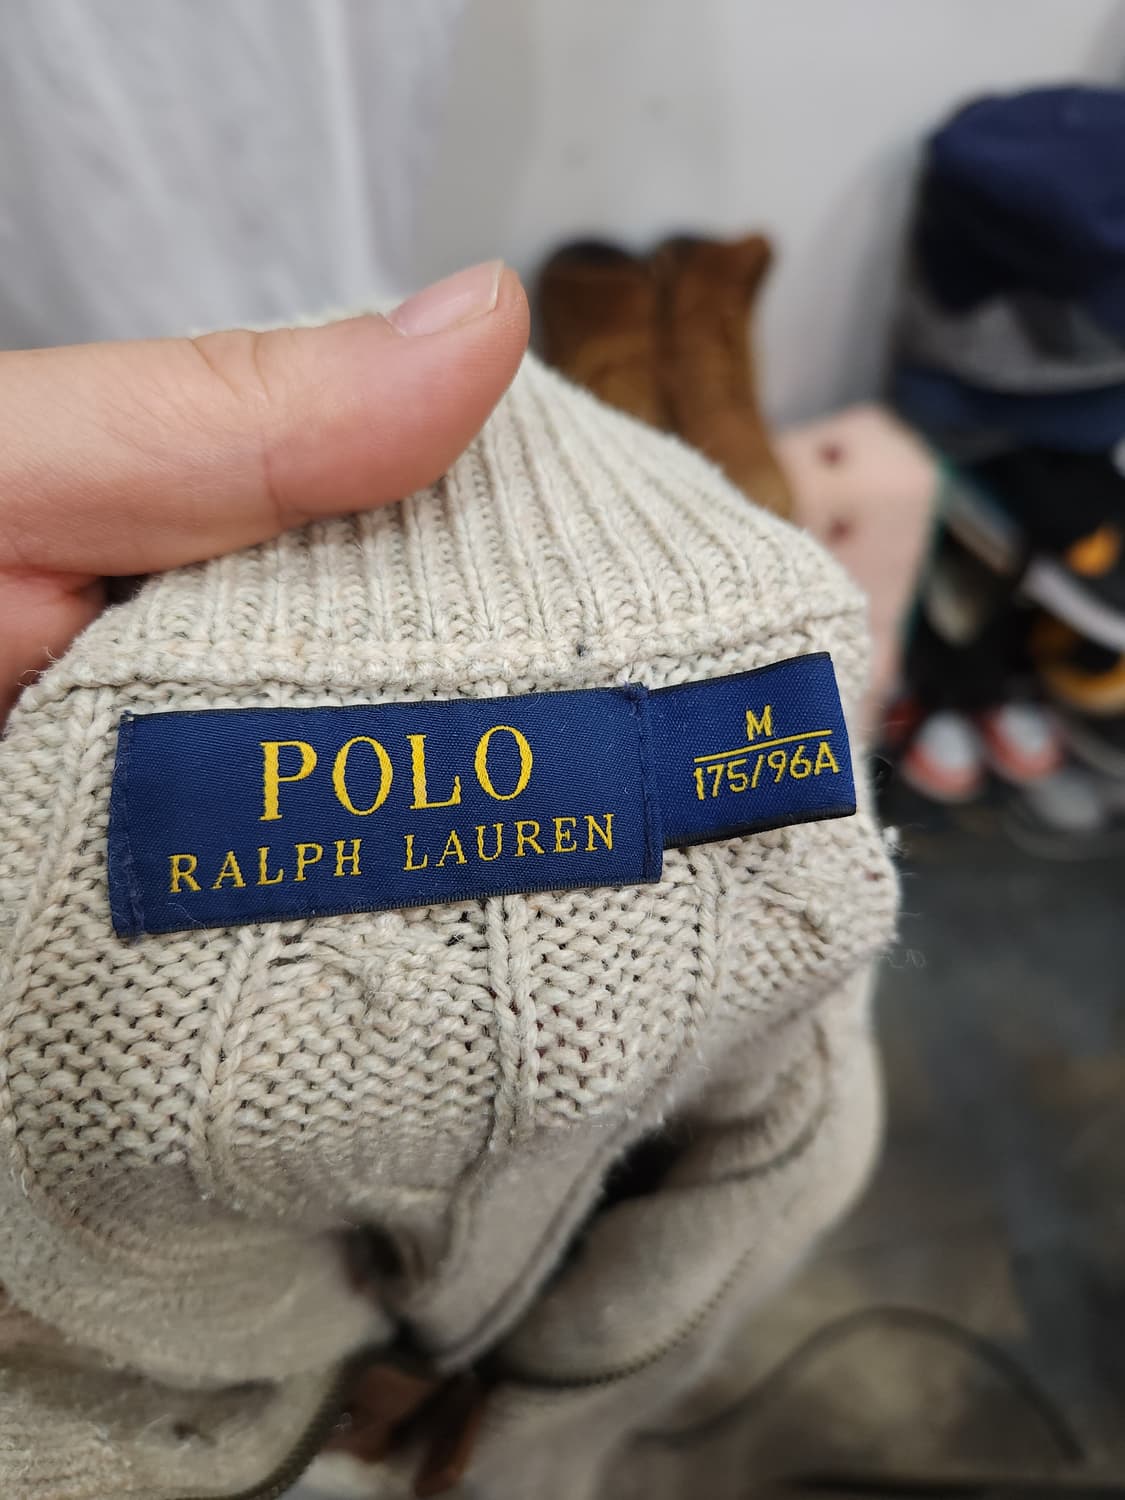 POLO
RALPH LAUREN
M
175/96A